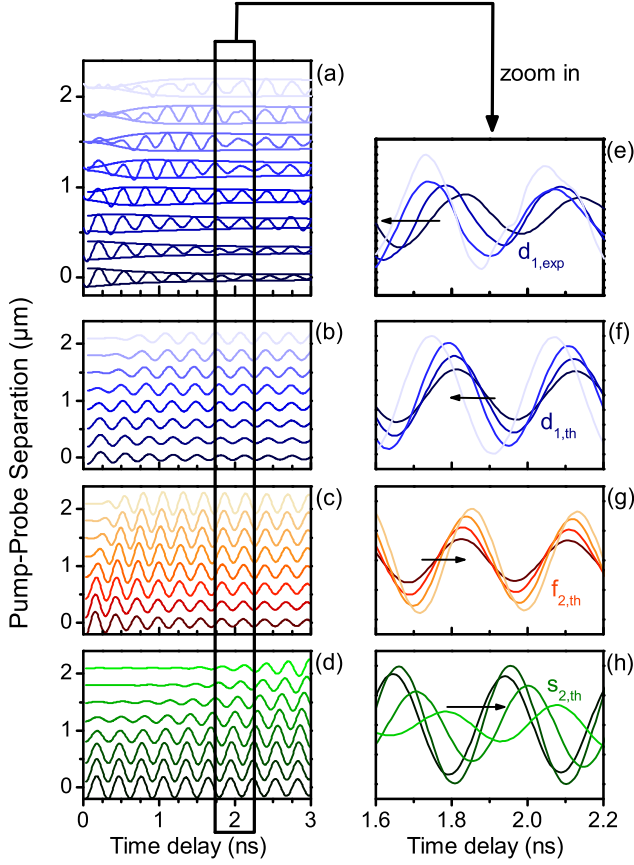 zoom in
(a)
2
1
0
(e)
d1,exp
(b)
2
1
0
(f)
d1,th
(c)
2
1
0
(g)
f2,th
(d)
2
1
0
(h)
s2,th
Pump-Probe Separation (μm)
0 1 2 3
1.6 1.8 2.0 2.2
Time delay (ns)
Time delay (ns)